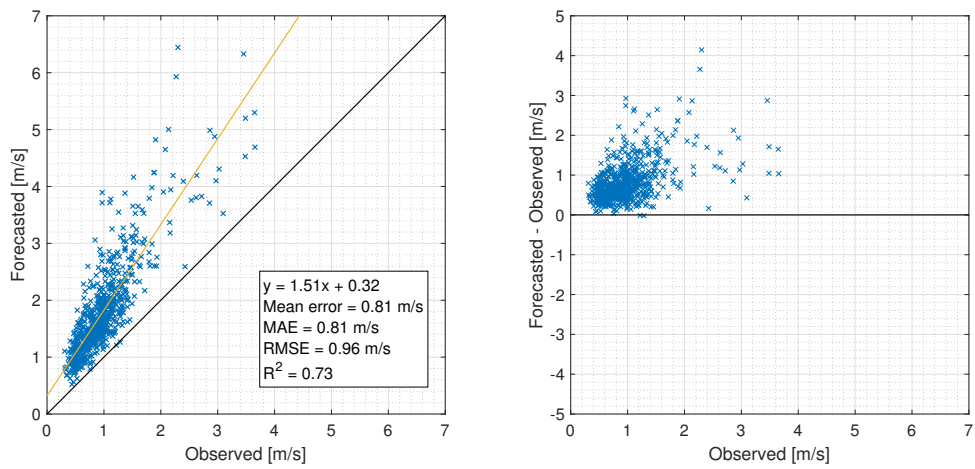 7
6
5
4
3
2
1
0
Forecasted [m/s]
y = 1.51x + 0.32
Mean error = 0.81 m/s
MAE = 0.81 m/s
RMSE = 0.96 m/s
R² = 0.73
0 1 2 3 4 5 6 7
Observed [m/s]
5
4
3
2
1
0
-1
-2
-3
-4
-5
Forecasted - Observed [m/s]
0 1 2 3 4 5 6 7
Observed [m/s]